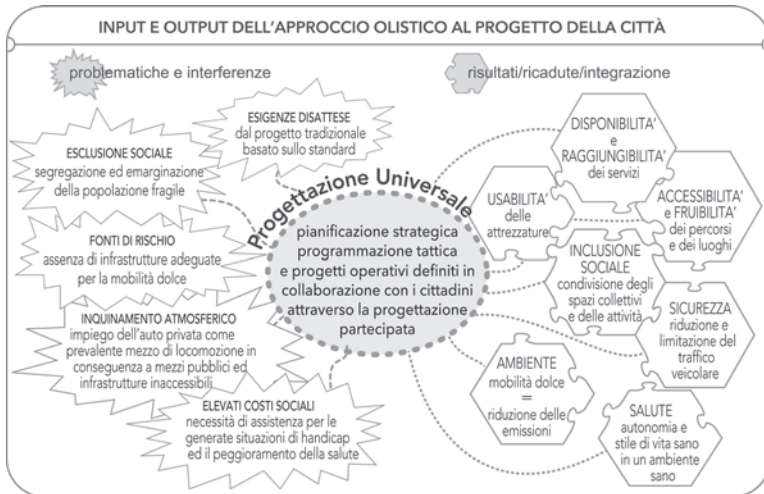 INPUT E OUTPUT DELL'APPROCCIO OLISTICO AL PROGETTO DELLA CITTÀ
problematiche e interferenze
risultati/ricadute/integrazione
ESIGENZE DISATTESE
dal progetto tradizionale
basato sullo standard
ESCLUSIONE SOCIALE
segregazione ed emarginazione
della popolazione fragile
FONTI DI RISCHIO
assenza di infrastrutture adeguate
per la mobilità dolce
INQUINAMENTO ATMOSFERICO
impiego dell'auto privata come
prevalente mezzo di locomozione in
conseguenza a mezzi pubblici ed
infrastrutture inaccessibili
ELEVATI COSTI SOCIALI
necessità di assistenza per le
generate situazioni di handicap
ed il peggioramento della salute
Progettazione Universale
pianificazione strategica
programmazione tattica
e progetti operativi definiti in
collaborazione con i cittadini
attraverso la progettazione
partecipata
DISPONIBILITA'
e
RAGGIUNGIBILITA'
dei servizi
USABILITA'
delle
attrezzature
ACCESSIBILITA'
e FRUIBILITA'
dei percorsi
e dei luoghi
INCLUSIONE
SOCIALE
condivisione degli
spazi collettivi
e delle attività
SICUREZZA
riduzione e
limitazione del
traffico
veicolare
AMBIENTE
mobilità dolce
=
riduzione delle
emissioni
SALUTE
autonomia e
stile di vita sano
in un ambiente
sano